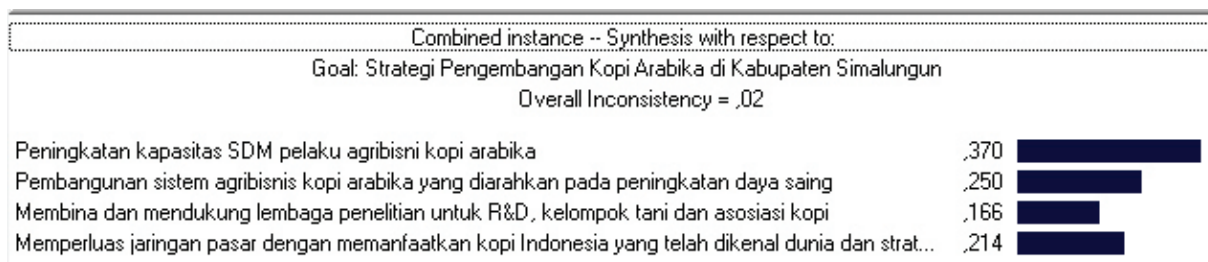 Combined instance -- Synthesis with respect to:
Goal: Strategi Pengembangan Kopi Arabika di Kabupaten Simalungun
Overall Inconsistency = ,02
Peningkatan kapasitas SDM pelaku agribisni kopi arabika ,370
Pembangunan sistem agribisnis kopi arabika yang diarahkan pada peningkatan daya saing ,250
Membina dan mendukung lembaga penelitian untuk R&D, kelompok tani dan asosiasi kopi ,166
Memperluas jaringan pasar dengan memanfaatkan kopi Indonesia yang telah dikenal dunia dan strat... ,214